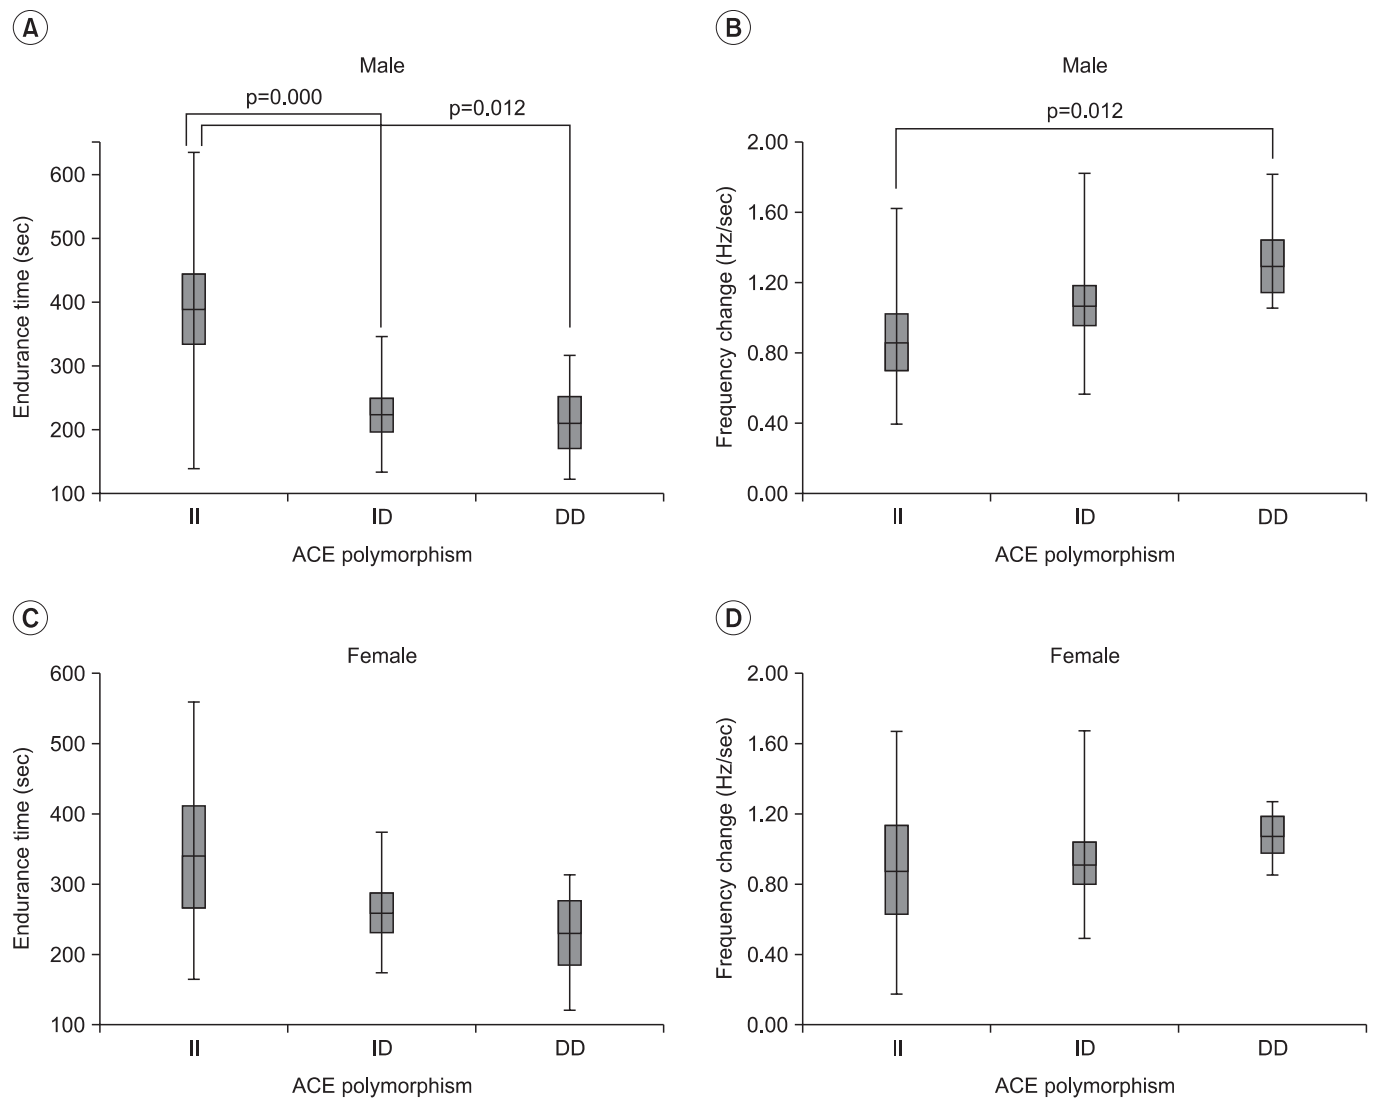 A
Male
p=0.000
p=0.012
Endurance time (sec)
600
500
400
300
200
100
II ID DD
ACE polymorphism
B
Male
p=0.012
Frequency change (Hz/sec)
2.00
1.60
1.20
0.80
0.40
0.00
II ID DD
ACE polymorphism
C
Female
Endurance time (sec)
600
500
400
300
200
100
II ID DD
ACE polymorphism
D
Female
Frequency change (Hz/sec)
2.00
1.60
1.20
0.80
0.40
0.00
II ID DD
ACE polymorphism